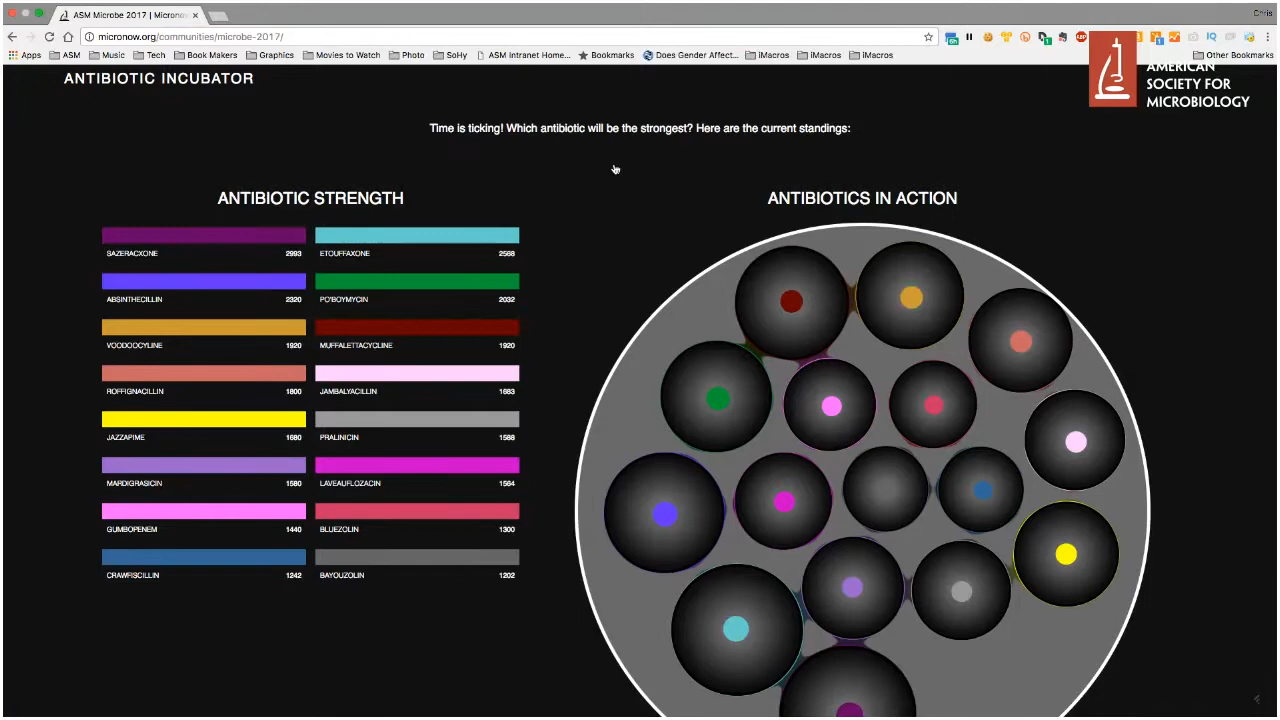 Chris
ASM Microbe 2017 | Micronow
micronow.org/communities/microbe-2017/
Apps ASM Music Tech Book Makers Graphics Movies to Watch Photo SoHy ASM Intranet Home... Bookmarks Does Gender Affect... iMacros iMacros iMacros Other Bookmarks
ANTIBIOTIC INCUBATOR
AMERICAN
SOCIETY FOR
MICROBIOLOGY
Time is ticking! Which antibiotic will be the strongest? Here are the current standings:
ANTIBIOTIC STRENGTH
ANTIBIOTICS IN ACTION
SAZERACXONE 2993 ETOUFFAXONE 2568
ABSINTHECILLIN 2320 PO'BOYMYCIN 2032
VOODOOCYLINE 1920 MUFFALETTACYCLINE 1920
ROFFIGNACILLIN 1800 JAMBALYACILLIN 1683
JAZZAPIME 1680 PRALINICIN 1588
MARDIGRASICIN 1580 LAVEAUFLOZACIN 1564
GUMBOPENEM 1440 BLUEZOLIN 1300
CRAWFISCILLIN 1242 BAYOUZOLIN 1202